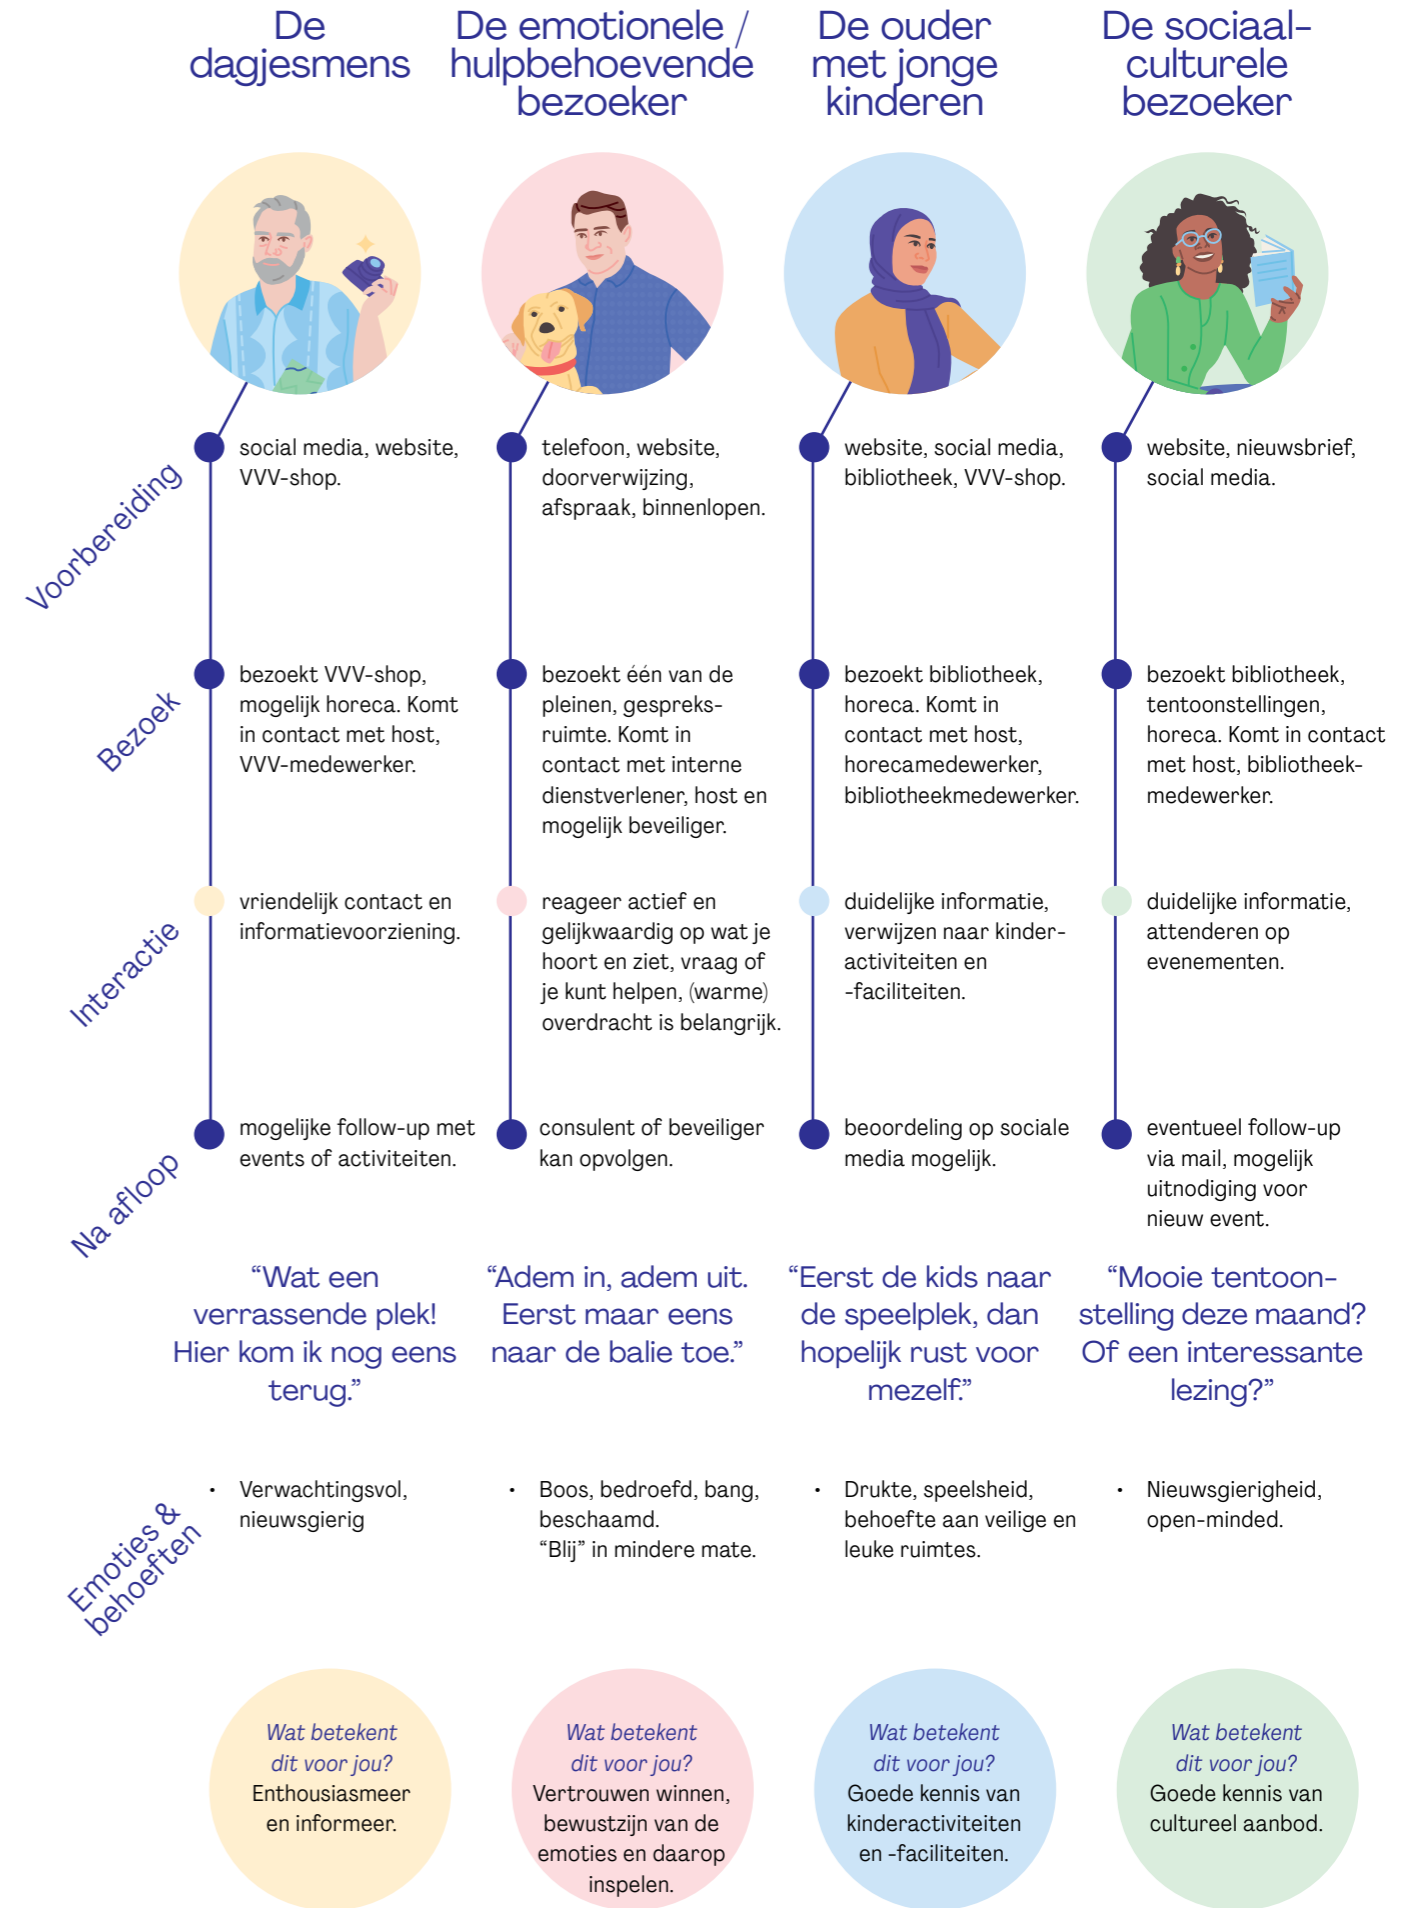 De
dagjesmens
De emotionele /
hulpbehoevende
bezoeker
De ouder
met jonge
kinderen
De sociaal-
culturele
bezoeker
Voorbereiding
social media, website,
VVV-shop.
telefoon, website,
doorverwijzing,
afspraak, binnenlopen.
website, social media,
bibliotheek, VVV-shop.
website, nieuwsbrief,
social media.
Bezoek
bezoekt VVV-shop,
mogelijk horeca. Komt
in contact met host,
VVV-medewerker.
bezoekt één van de
pleinen, gespreks-
ruimte. Komt in
contact met interne
dienstverlener, host en
mogelijk beveiliger.
bezoekt bibliotheek,
horeca. Komt in
contact met host,
horecamedewerker,
bibliotheekmedewerker.
bezoekt bibliotheek,
tentoonstellingen,
horeca. Komt in contact
met host, bibliotheek-
medewerker.
Interactie
vriendelijk contact en
informatievoorziening.
reageer actief en
gelijkwaardig op wat je
hoort en ziet, vraag of
je kunt helpen, (warme)
overdracht is belangrijk.
duidelijke informatie,
verwijzen naar kinder-
activiteiten en
-faciliteiten.
duidelijke informatie,
attenderen op
evenementen.
Na afloop
mogelijke follow-up met
events of activiteiten.
consulent of beveiliger
kan opvolgen.
beoordeling op sociale
media mogelijk.
eventueel follow-up
via mail, mogelijk
uitnodiging voor
nieuw event.
“Wat een
verrassende plek!
Hier kom ik nog eens
terug.”
“Adem in, adem uit.
Eerst maar eens
naar de balie toe.”
“Eerst de kids naar
de speelplek, dan
hopelijk rust voor
mezelf.”
“Mooie tentoon-
stelling deze maand?
Of een interessante
lezing?”
Emoties &
behoeften
• Verwachtingsvol,
nieuwsgierig
• Boos, bedroefd, bang,
beschaamd.
“Blij” in mindere mate.
• Drukte, speelsheid,
behoefte aan veilige en
leuke ruimtes.
• Nieuwsgierigheid,
open-minded.
Wat betekent
dit voor jou?
Enthousiasmeer
en informeer.
Wat betekent
dit voor jou?
Vertrouwen winnen,
bewustzijn van de
emoties en daarop
inspelen.
Wat betekent
dit voor jou?
Goede kennis van
kinderactiviteiten
en -faciliteiten.
Wat betekent
dit voor jou?
Goede kennis van
cultureel aanbod.